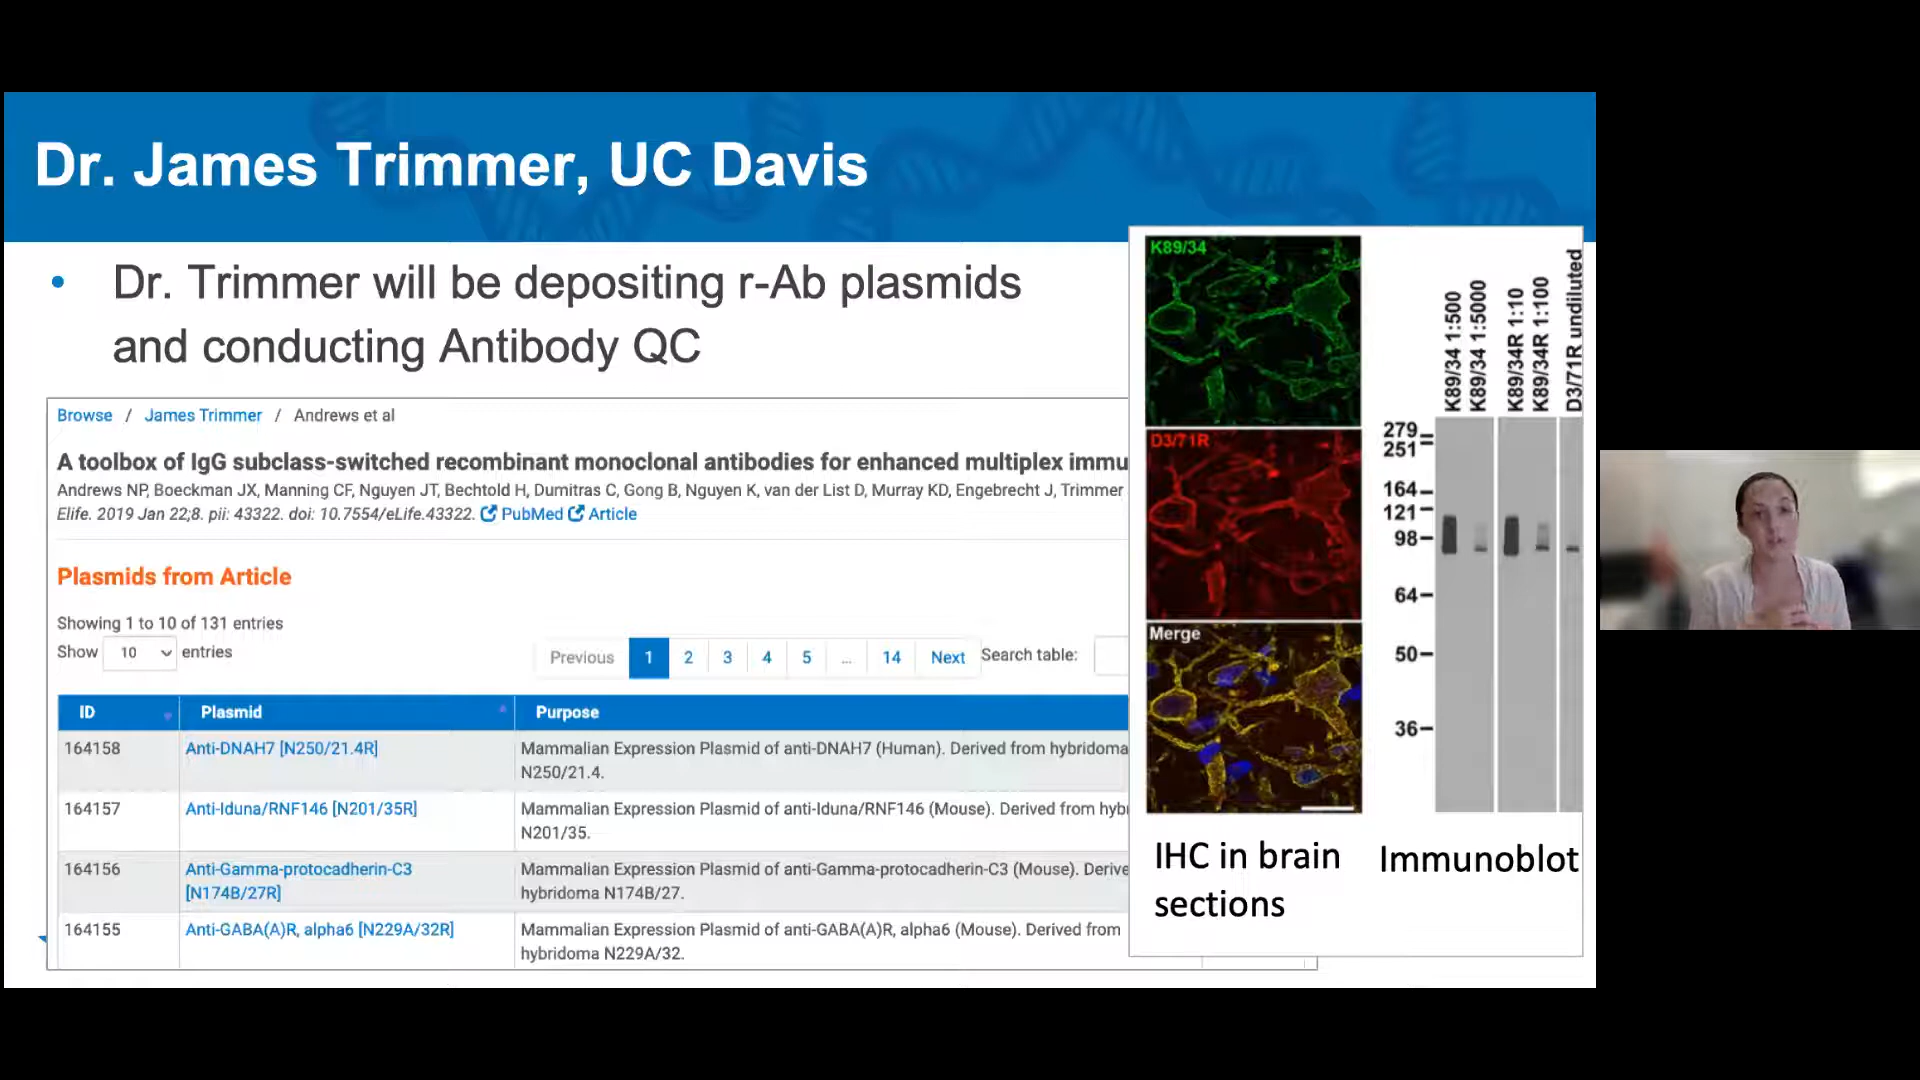 Dr. James Trimmer, UC Davis
• Dr. Trimmer will be depositing r-Ab plasmids
and conducting Antibody QC
Browse / James Trimmer / Andrews et al
A toolbox of IgG subclass-switched recombinant monoclonal antibodies for enhanced multiplex immu
Andrews NP, Boeckman JX, Manning CF, Nguyen JT, Bechtold H, Dumitras C, Gong B, Nguyen K, van der List D, Murray KD, Engebrecht J, Trimmer
Elife. 2019 Jan 22;8. pii: 43322. doi: 10.7554/eLife.43322. PubMed Article
Plasmids from Article
Showing 1 to 10 of 131 entries
Show 10 entries
Previous 1 2 3 4 5 ... 14 Next Search table:
ID Plasmid Purpose
164158 Anti-DNAH7 [N250/21.4R] Mammalian Expression Plasmid of anti-DNAH7 (Human). Derived from hybridoma
N250/21.4.
164157 Anti-Iduna/RNF146 [N201/35R] Mammalian Expression Plasmid of anti-Iduna/RNF146 (Mouse). Derived from hyb
N201/35.
164156 Anti-Gamma-protocadherin-C3 Mammalian Expression Plasmid of anti-Gamma-protocadherin-C3 (Mouse). Derive
[N174B/27R] hybridoma N174B/27.
164155 Anti-GABA(A)R, alpha6 [N229A/32R] Mammalian Expression Plasmid of anti-GABA(A)R, alpha6 (Mouse). Derived from
hybridoma N229A/32.
K89/34
D3/71R
Merge
IHC in brain
sections
K89/34 1:500
K89/34 1:5000
K89/34R 1:10
K89/34R 1:100
D3/71R undiluted
279
251
164
121
98
64
50
36
Immunoblot